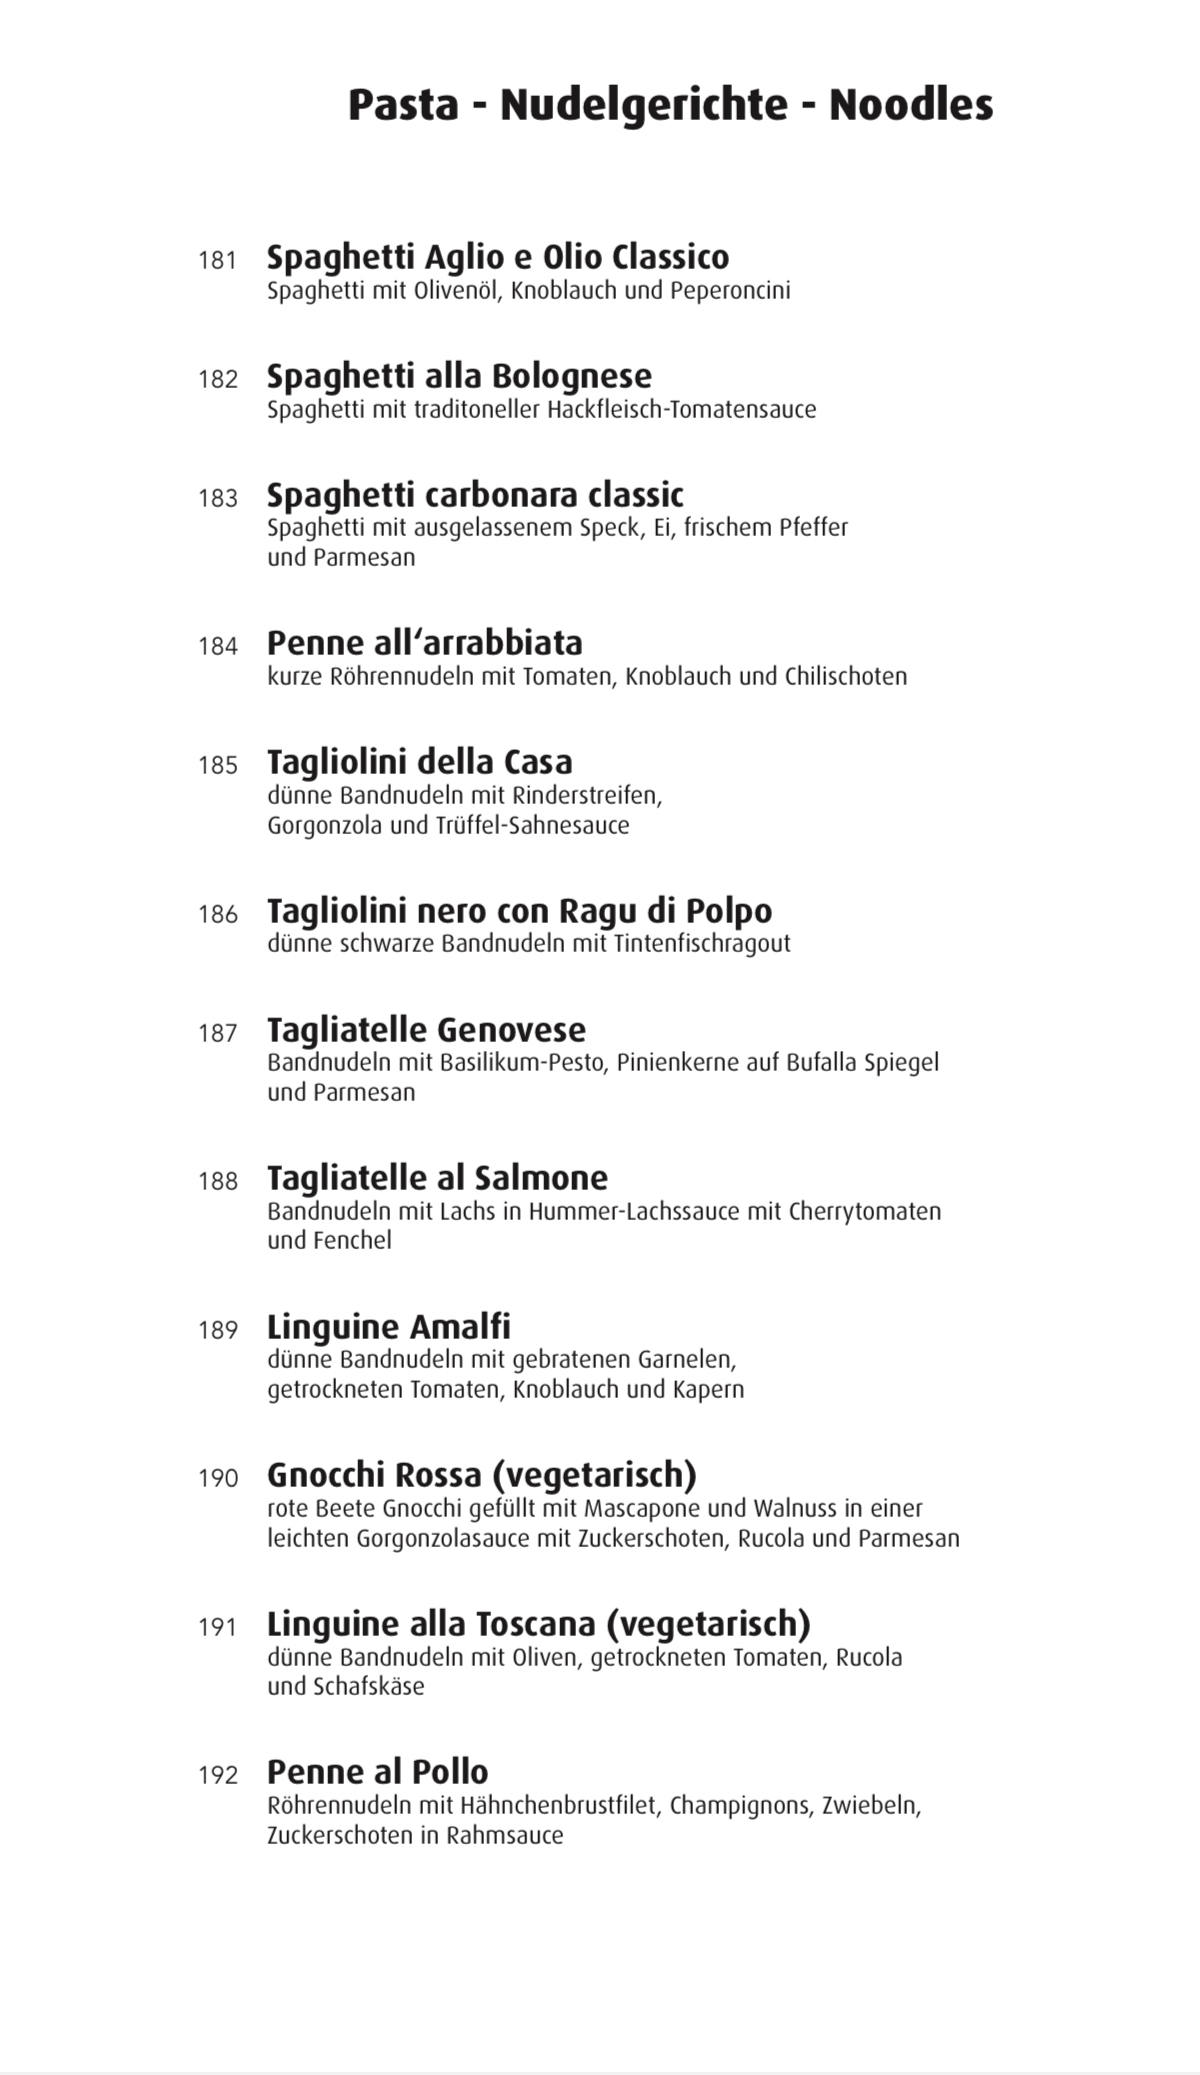 Pasta - Nudelgerichte - Noodles
181 Spaghetti Aglio e Olio Classico
Spaghetti mit Olivenöl, Knoblauch und Peperoncini
182 Spaghetti alla Bolognese
Spaghetti mit traditoneller Hackfleisch-Tomatensauce
183 Spaghetti carbonara classic
Spaghetti mit ausgelassenem Speck, Ei, frischem Pfeffer
und Parmesan
184 Penne all‘arrabbiata
kurze Röhrennudeln mit Tomaten, Knoblauch und Chilischoten
185 Tagliolini della Casa
dünne Bandnudeln mit Rinderstreifen,
Gorgonzola und Trüffel-Sahnesauce
186 Tagliolini nero con Ragu di Polpo
dünne schwarze Bandnudeln mit Tintenfischragout
187 Tagliatelle Genovese
Bandnudeln mit Basilikum-Pesto, Pinienkerne auf Bufalla Spiegel
und Parmesan
188 Tagliatelle al Salmone
Bandnudeln mit Lachs in Hummer-Lachssauce mit Cherrytomaten
und Fenchel
189 Linguine Amalfi
dünne Bandnudeln mit gebratenen Garnelen,
getrockneten Tomaten, Knoblauch und Kapern
190 Gnocchi Rossa (vegetarisch)
rote Beete Gnocchi gefüllt mit Mascapone und Walnuss in einer
leichten Gorgonzolasauce mit Zuckerschoten, Rucola und Parmesan
191 Linguine alla Toscana (vegetarisch)
dünne Bandnudeln mit Oliven, getrockneten Tomaten, Rucola
und Schafskäse
192 Penne al Pollo
Röhrennudeln mit Hähnchenbrustfilet, Champignons, Zwiebeln,
Zuckerschoten in Rahmsauce